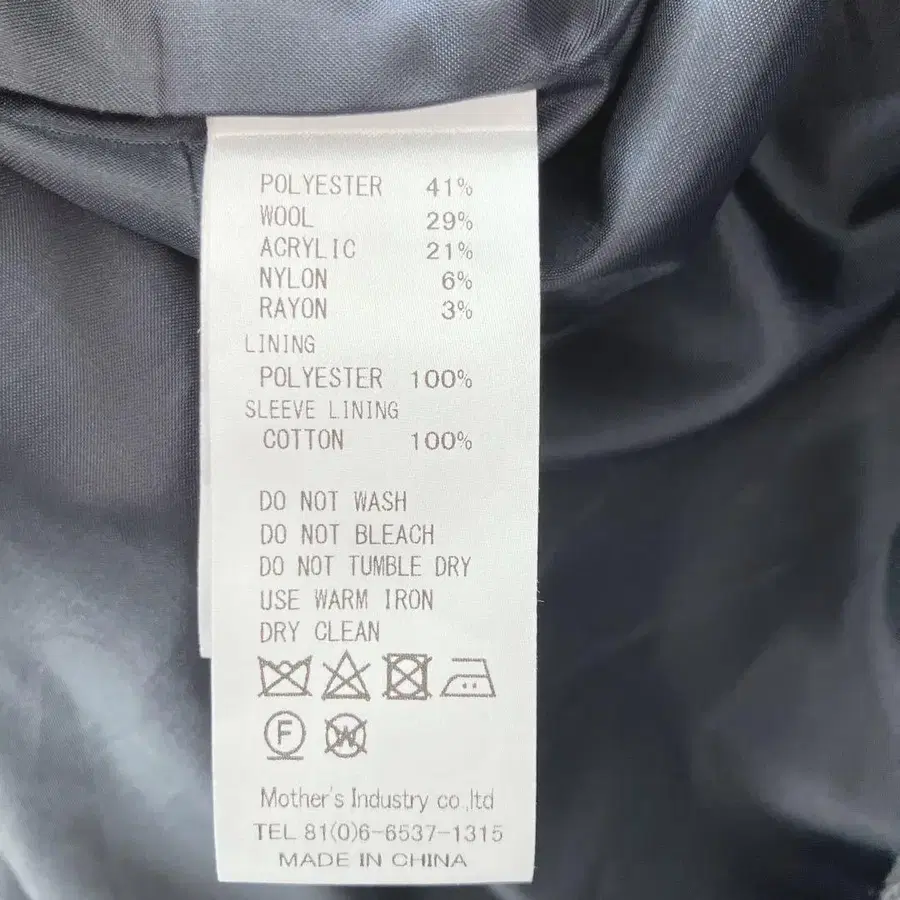 POLYESTER 41%
WOOL 29%
ACRYLIC 21%
NYLON 6%
RAYON 3%
LINING
POLYESTER 100%
SLEEVE LINING
COTTON 100%
DO NOT WASH
DO NOT BLEACH
DO NOT TUMBLE DRY
USE WARM IRON
DRY CLEAN
F W
Mother's Industry co.,ltd
TEL 81(0)6-6537-1315
MADE IN CHINA